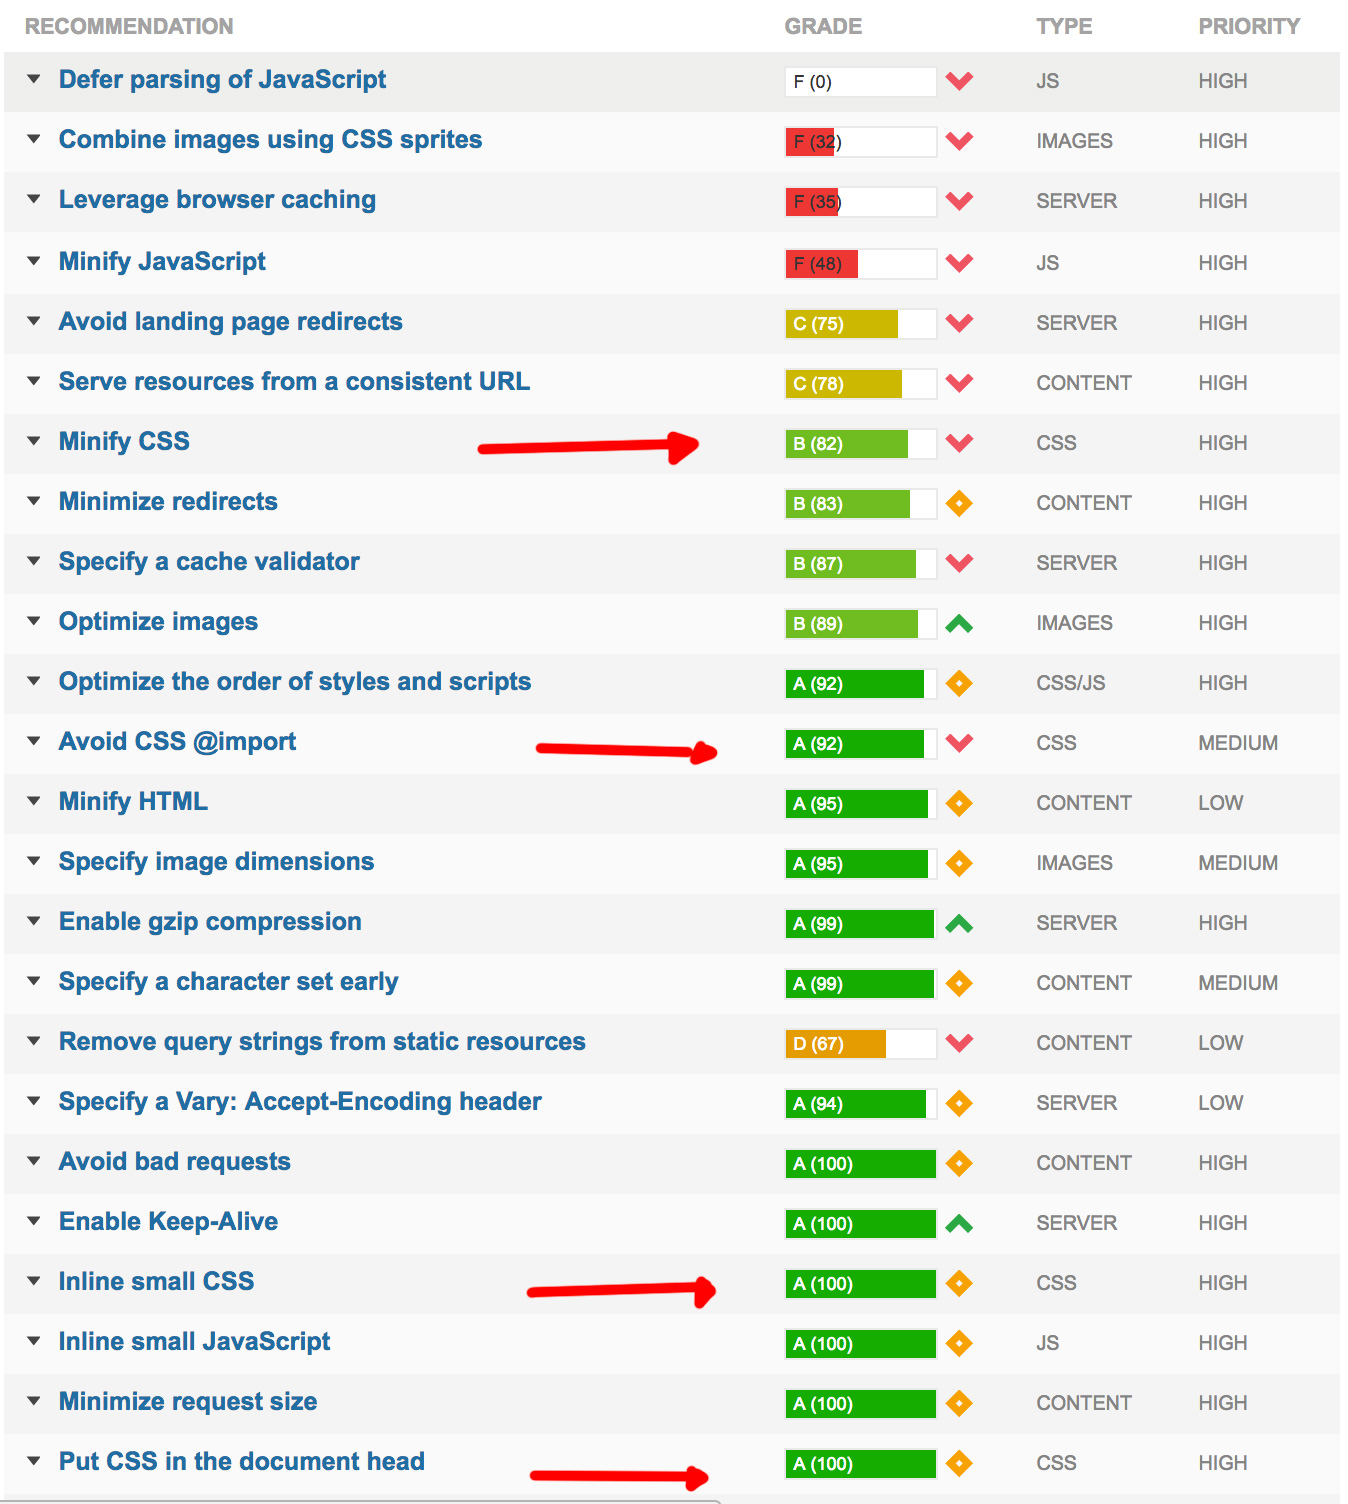 RECOMMENDATION GRADE TYPE PRIORITY
Defer parsing of JavaScript F (0) JS HIGH
Combine images using CSS sprites F (32) IMAGES HIGH
Leverage browser caching F (35) SERVER HIGH
Minify JavaScript F (48) JS HIGH
Avoid landing page redirects C (75) SERVER HIGH
Serve resources from a consistent URL C (78) CONTENT HIGH
Minify CSS B (82) CSS HIGH
Minimize redirects B (83) CONTENT HIGH
Specify a cache validator B (87) SERVER HIGH
Optimize images B (89) IMAGES HIGH
Optimize the order of styles and scripts A (92) CSS/JS HIGH
Avoid CSS @import A (92) CSS MEDIUM
Minify HTML A (95) CONTENT LOW
Specify image dimensions A (95) IMAGES MEDIUM
Enable gzip compression A (99) SERVER HIGH
Specify a character set early A (99) CONTENT MEDIUM
Remove query strings from static resources D (67) CONTENT LOW
Specify a Vary: Accept-Encoding header A (94) SERVER LOW
Avoid bad requests A (100) CONTENT HIGH
Enable Keep-Alive A (100) SERVER HIGH
Inline small CSS A (100) CSS HIGH
Inline small JavaScript A (100) JS HIGH
Minimize request size A (100) CONTENT HIGH
Put CSS in the document head A (100) CSS HIGH